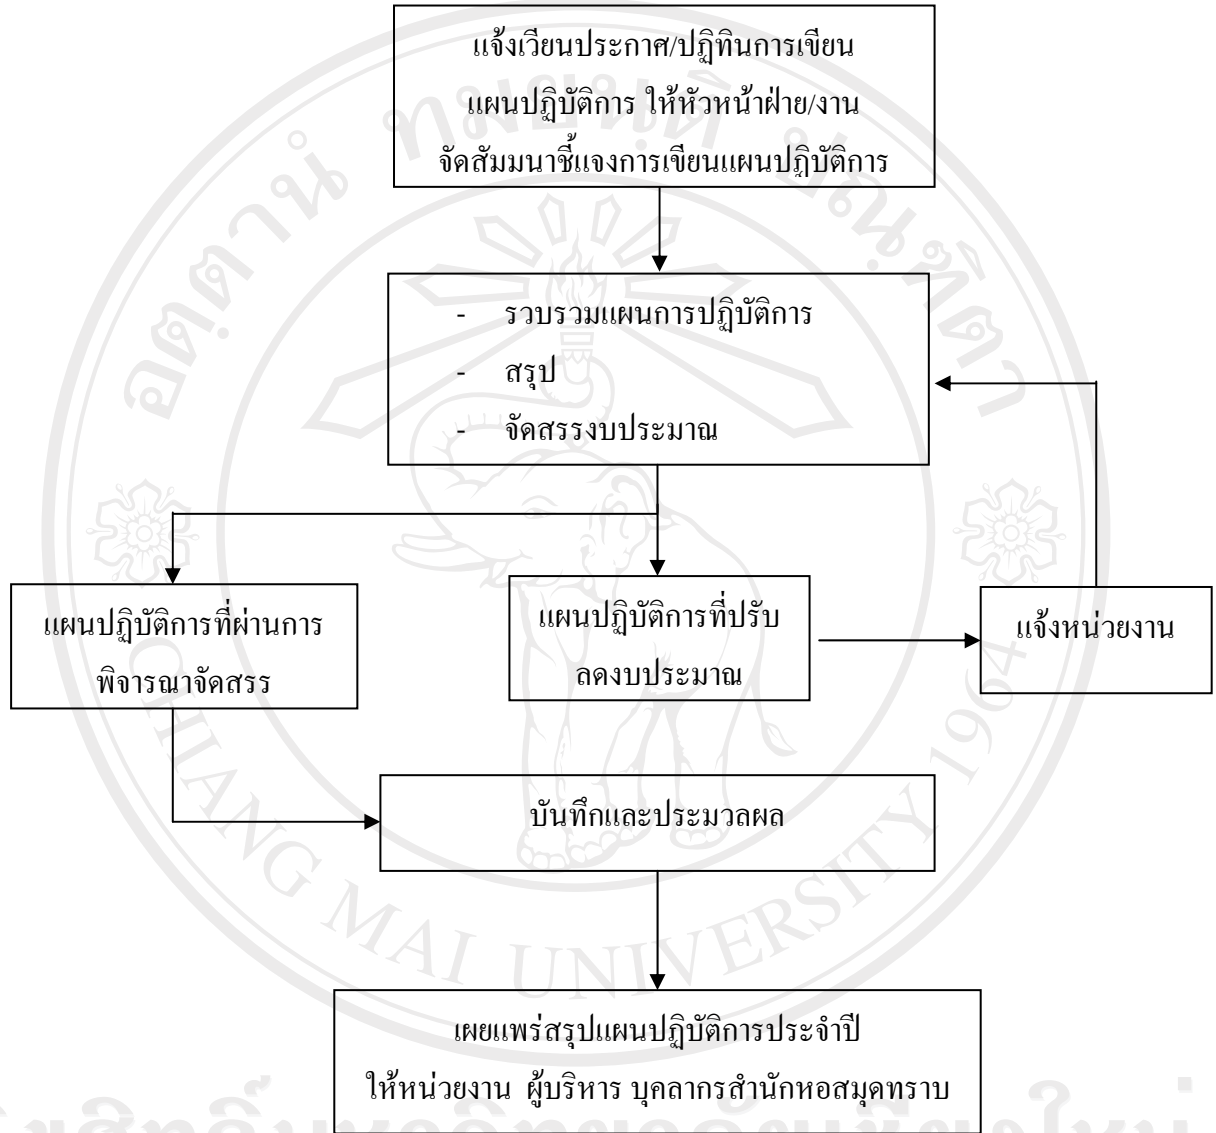 แจ้งเวียนประกาศ/ปฏิทินการเขียน
แผนปฏิบัติการ ให้หัวหน้าฝ่าย/งาน
จัดสัมมนาชี้แจงการเขียนแผนปฏิบัติการ
- รวบรวมแผนการปฏิบัติการ
- สรุป
- จัดสรรงบประมาณ
แผนปฏิบัติการที่ผ่านการ
พิจารณาจัดสรร
แผนปฏิบัติการที่ปรับ
ลดงบประมาณ
แจ้งหน่วยงาน
บันทึกและประมวลผล
เผยแพร่สรุปแผนปฏิบัติการประจำปี
ให้หน่วยงาน ผู้บริหาร บุคลากรสำนักหอสมุดทราบ
CHIANG MAI UNIVERSITY 1964